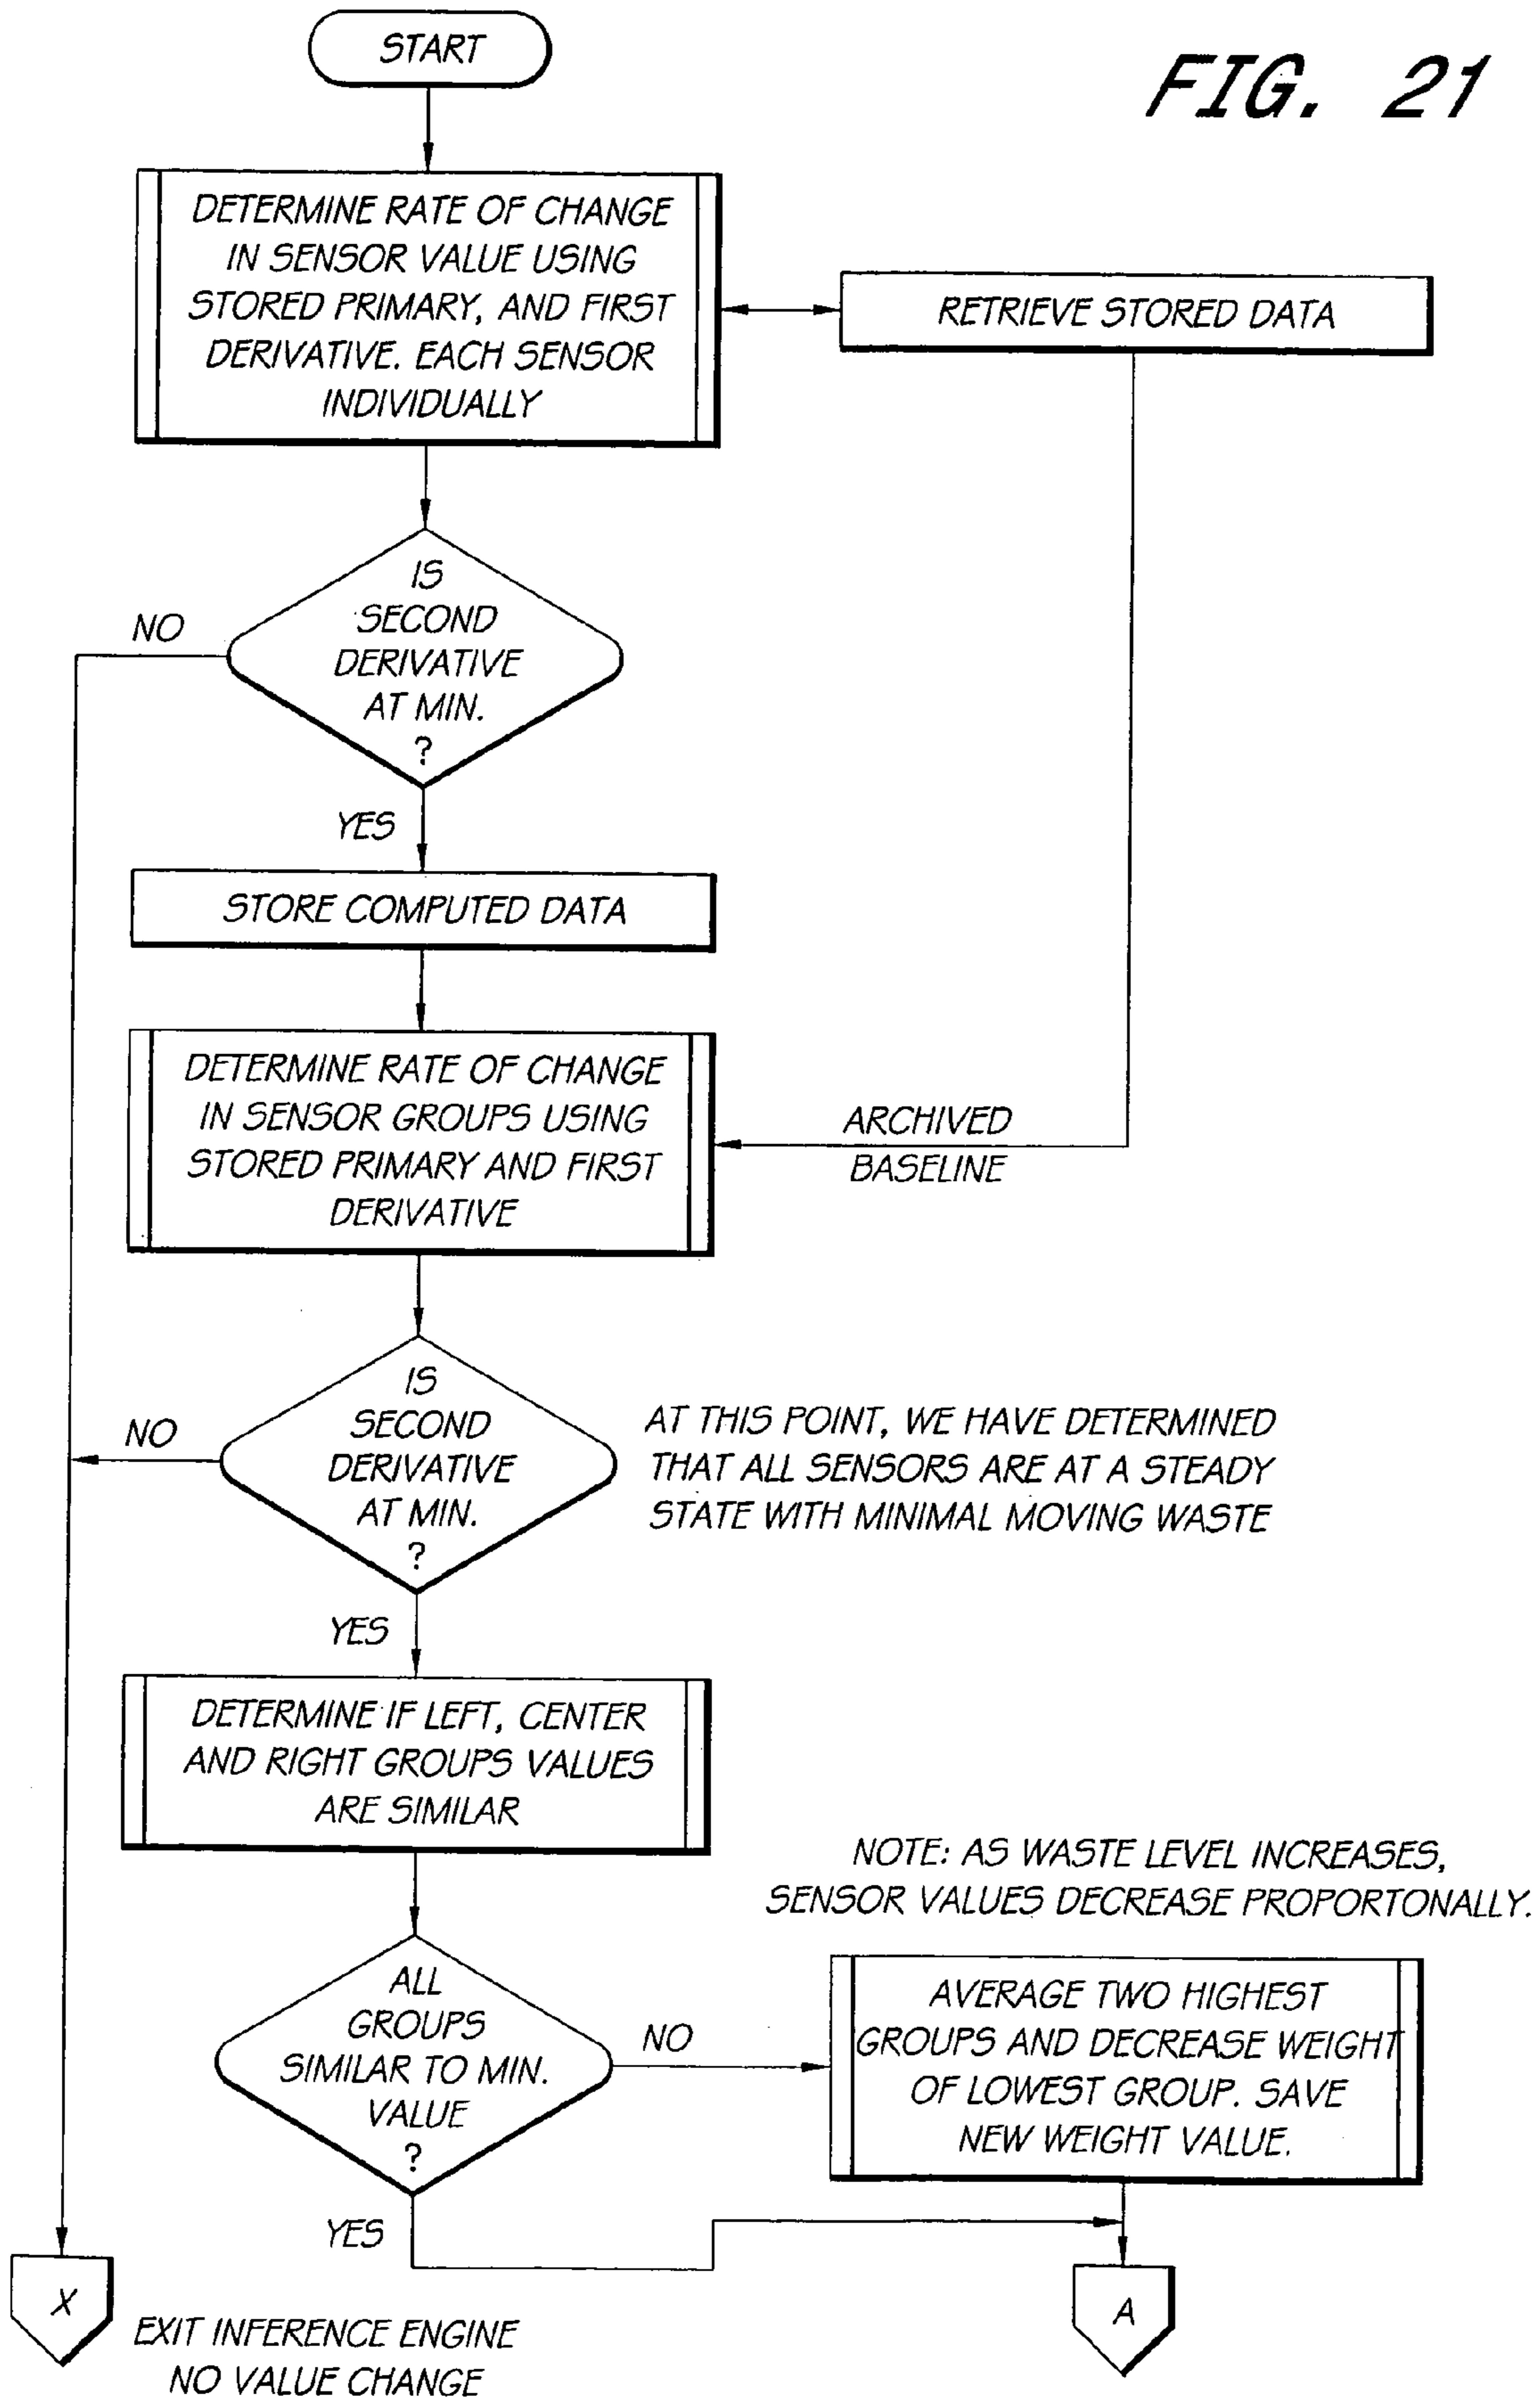 START
FIG. 21
DETERMINE RATE OF CHANGE
IN SENSOR VALUE USING
STORED PRIMARY, AND FIRST
DERIVATIVE. EACH SENSOR
INDIVIDUALLY
RETRIEVE STORED DATA
IS
SECOND
DERIVATIVE
AT MIN.
?
NO
YES
STORE COMPUTED DATA
DETERMINE RATE OF CHANGE
IN SENSOR GROUPS USING
STORED PRIMARY AND FIRST
DERIVATIVE
ARCHIVED
BASELINE
IS
SECOND
DERIVATIVE
AT MIN.
?
NO
AT THIS POINT, WE HAVE DETERMINED
THAT ALL SENSORS ARE AT A STEADY
STATE WITH MINIMAL MOVING WASTE
YES
DETERMINE IF LEFT, CENTER
AND RIGHT GROUPS VALUES
ARE SIMILAR
NOTE: AS WASTE LEVEL INCREASES,
SENSOR VALUES DECREASE PROPORTONALLY.
ALL
GROUPS
SIMILAR TO MIN.
VALUE
?
NO
AVERAGE TWO HIGHEST
GROUPS AND DECREASE WEIGHT
OF LOWEST GROUP. SAVE
NEW WEIGHT VALUE.
YES
X
EXIT INFERENCE ENGINE
NO VALUE CHANGE
A